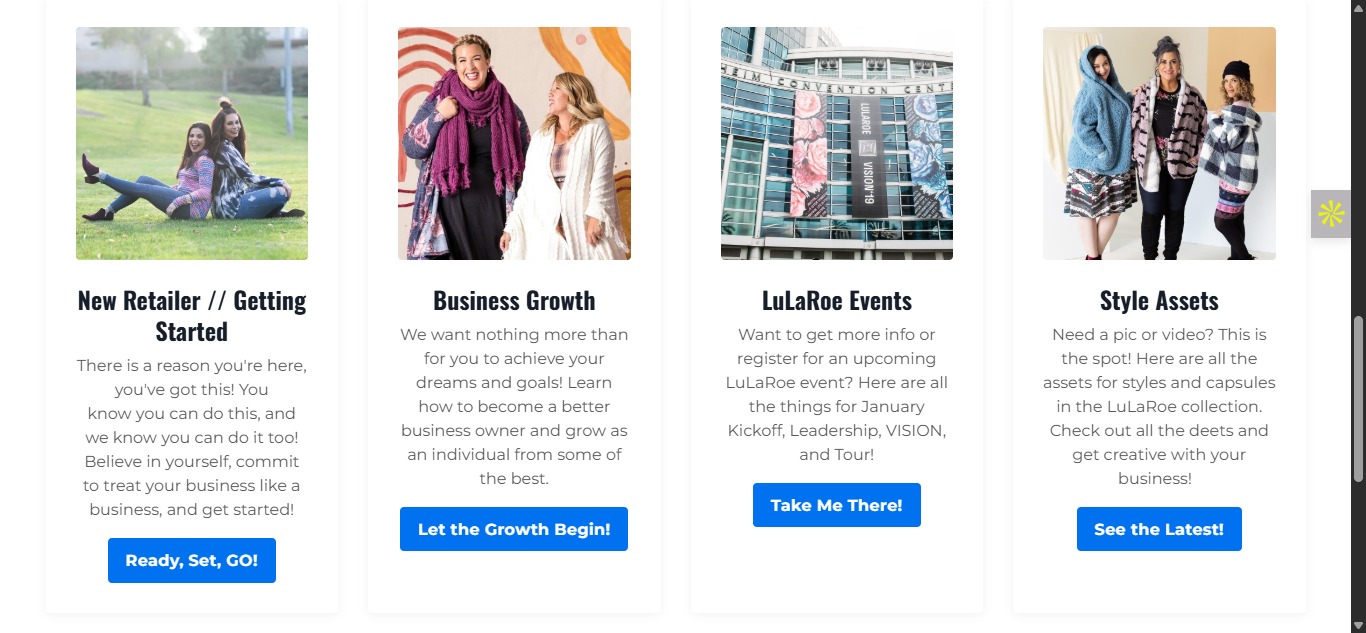 HEIM CONVENTION CENT
LULAROE
VISION'19
New Retailer // Getting
Started
There is a reason you're here,
you've got this! You
know you can do this, and
we know you can do it too!
Believe in yourself, commit
to treat your business like a
business, and get started!
Ready, Set, GO!
Business Growth
We want nothing more than
for you to achieve your
dreams and goals! Learn
how to become a better
business owner and grow as
an individual from some of
the best.
Let the Growth Begin!
LuLaRoe Events
Want to get more info or
register for an upcoming
LuLaRoe event? Here are all
the things for January
Kickoff, Leadership, VISION,
and Tour!
Take Me There!
Style Assets
Need a pic or video? This is
the spot! Here are all the
assets for styles and capsules
in the LuLaRoe collection.
Check out all the deets and
get creative with your
business!
See the Latest!